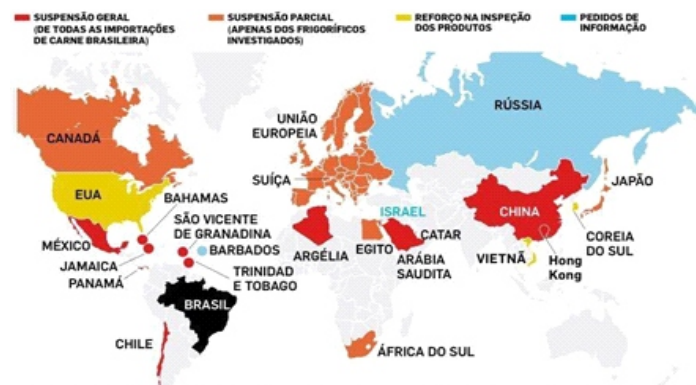 SUSPENSÃO GERAL
(DE TODAS AS IMPORTAÇÕES
DE CARNE BRASILEIRA)
SUSPENSÃO PARCIAL
(APENAS DOS FRIGORÍFICOS
INVESTIGADOS)
REFORÇO NA INSPEÇÃO
DOS PRODUTOS
PEDIDOS DE
INFORMAÇÃO
RÚSSIA
UNIÃO
EUROPEIA
CANADÁ
SUÍÇA
JAPÃO
EUA
BAHAMAS
ISRAEL
CHINA
SÃO VICENTE
DE GRANADINA
MÉXICO
BARBADOS
CATAR
COREIA
DO SUL
JAMAICA
ARGÉLIA
EGITO
ARÁBIA
SAUDITA
VIETNÃ
Hong
Kong
PANAMÁ
TRINIDAD
E TOBAGO
BRASIL
CHILE
ÁFRICA DO SUL